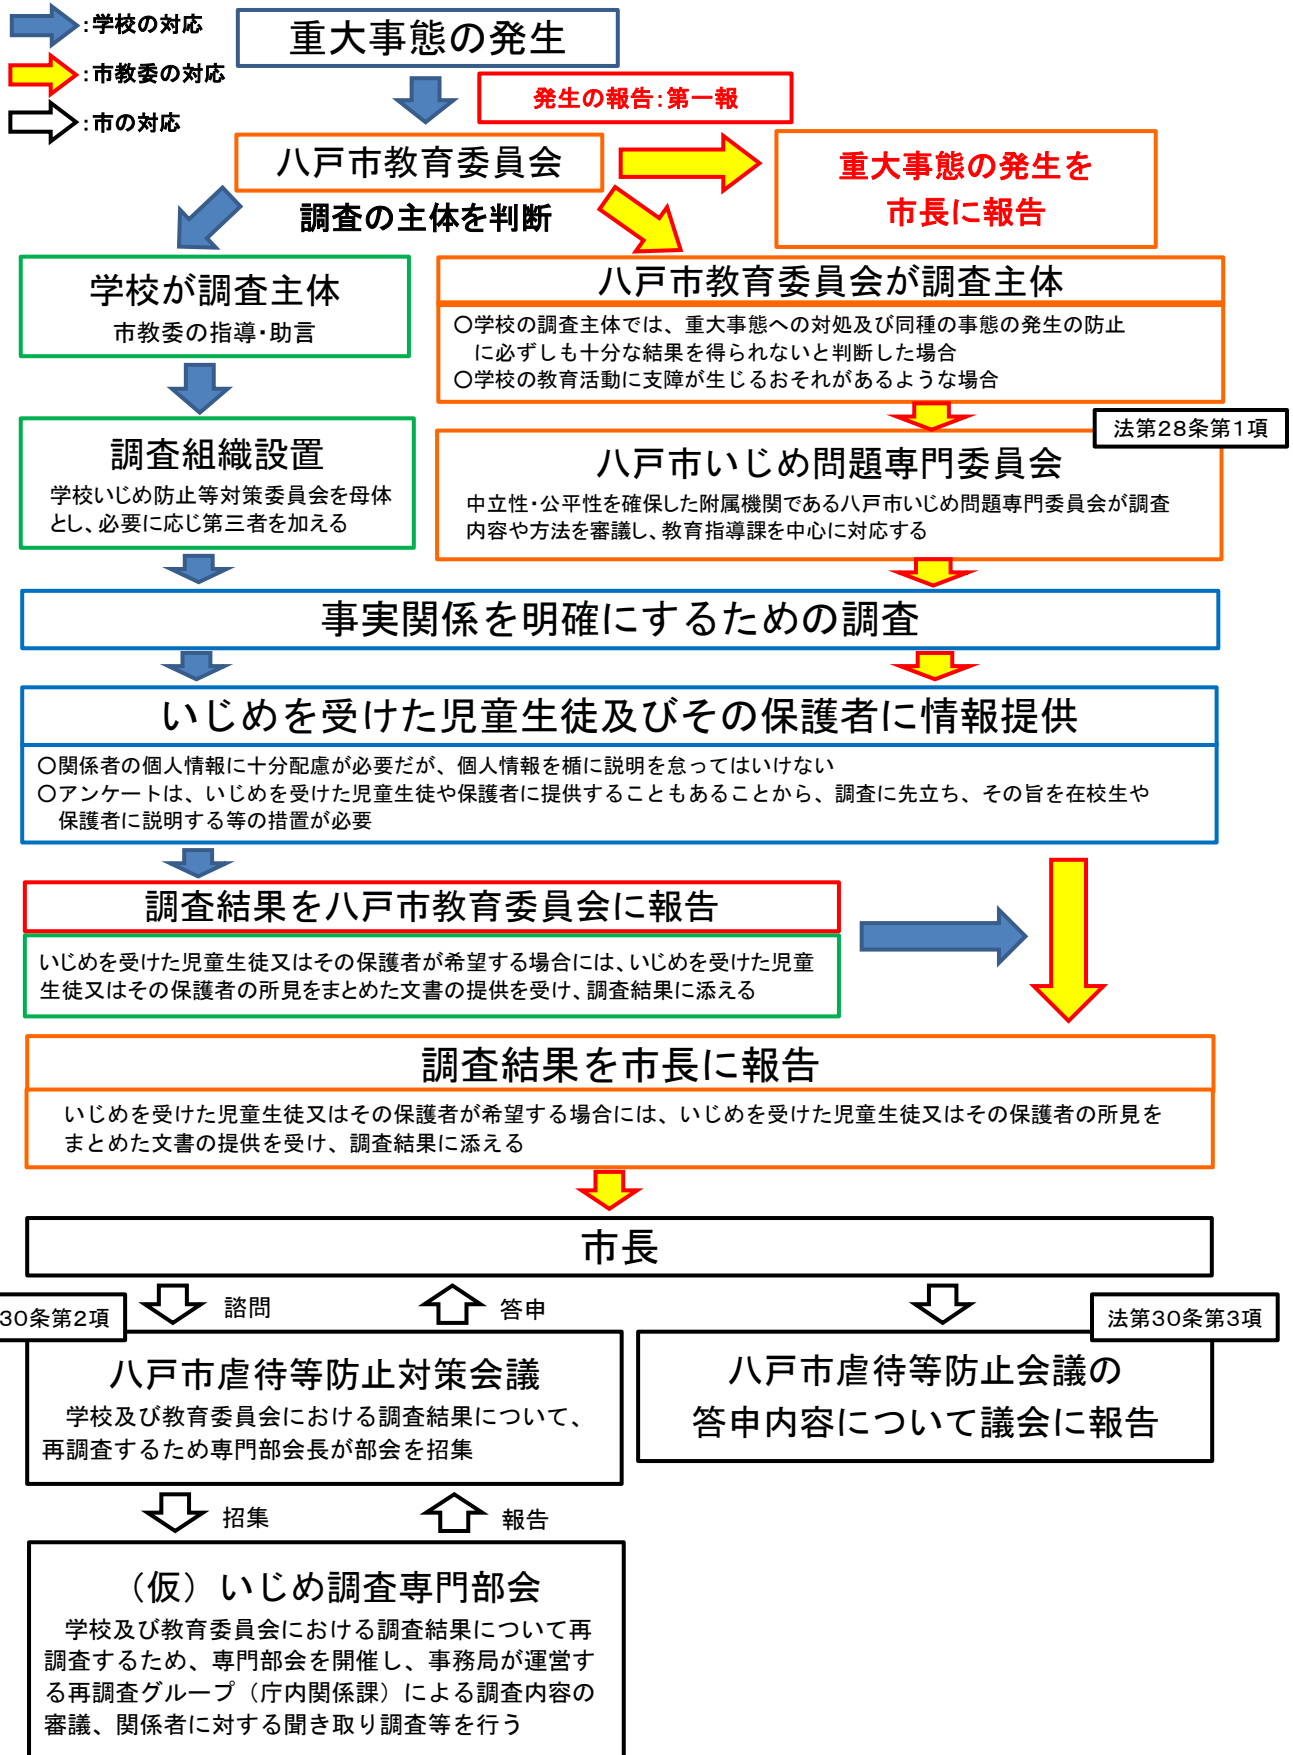 :学校の対応
:市教委の対応
:市の対応
重大事態の発生
発生の報告:第一報
八戸市教育委員会
重大事態の発生を
市長に報告
調査の主体を判断
学校が調査主体
市教委の指導・助言
八戸市教育委員会が調査主体
〇学校の調査主体では、重大事態への対処及び同種の事態の発生の防止
に必ずしも十分な結果を得られないと判断した場合
〇学校の教育活動に支障が生じるおそれがあるような場合
法第28条第1項
調査組織設置
学校いじめ防止等対策委員会を母体
とし、必要に応じ第三者を加える
八戸市いじめ問題専門委員会
中立性・公平性を確保した附属機関である八戸市いじめ問題専門委員会が調査
内容や方法を審議し、教育指導課を中心に対応する
事実関係を明確にするための調査
いじめを受けた児童生徒及びその保護者に情報提供
〇関係者の個人情報に十分配慮が必要だが、個人情報を楯に説明を怠ってはいけない
〇アンケートは、いじめを受けた児童生徒や保護者に提供することもあることから、調査に先立ち、その旨を在校生や
保護者に説明する等の措置が必要
調査結果を八戸市教育委員会に報告
いじめを受けた児童生徒又はその保護者が希望する場合には、いじめを受けた児童
生徒又はその保護者の所見をまとめた文書の提供を受け、調査結果に添える
調査結果を市長に報告
いじめを受けた児童生徒又はその保護者が希望する場合には、いじめを受けた児童生徒又はその保護者の所見を
まとめた文書の提供を受け、調査結果に添える
市長
諮問
答申
30条第2項
法第30条第3項
八戸市虐待等防止対策会議
学校及び教育委員会における調査結果について、
再調査するため専門部会長が部会を招集
八戸市虐待等防止会議の
答申内容について議会に報告
招集
報告
（仮）いじめ調査専門部会
学校及び教育委員会における調査結果について再
調査するため、専門部会を開催し、事務局が運営す
る再調査グループ（庁内関係課）による調査内容の
審議、関係者に対する聞き取り調査等を行う